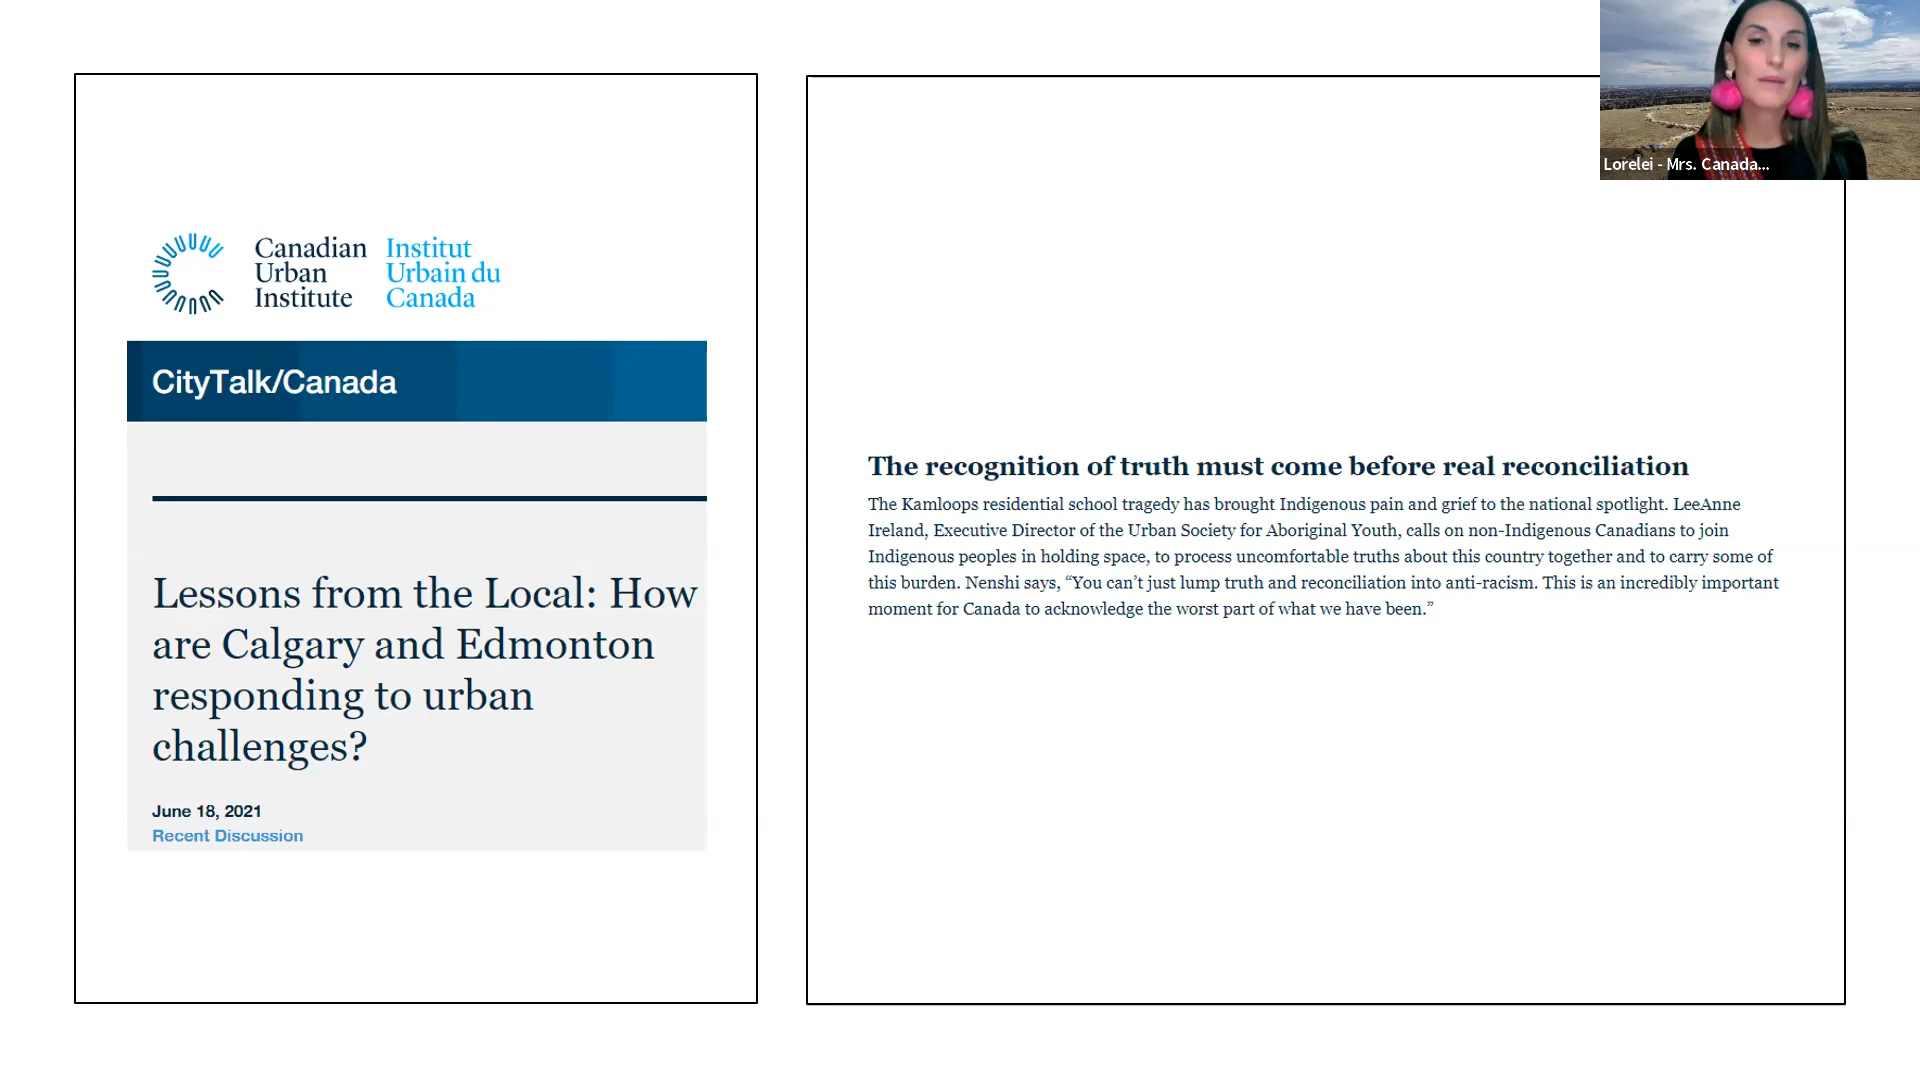 Canadian
Urban
Institute
Institut
Urbain du
Canada
CityTalk/Canada
Lessons from the Local: How
are Calgary and Edmonton
responding to urban
challenges?
June 18, 2021
Recent Discussion
The recognition of truth must come before real reconciliation
The Kamloops residential school tragedy has brought Indigenous pain and grief to the national spotlight. LeeAnne
Ireland, Executive Director of the Urban Society for Aboriginal Youth, calls on non-Indigenous Canadians to join
Indigenous peoples in holding space, to process uncomfortable truths about this country together and to carry some of
this burden. Nenshi says, “You can’t just lump truth and reconciliation into anti-racism. This is an incredibly important
moment for Canada to acknowledge the worst part of what we have been.”
Lorelei - Mrs. Canada...